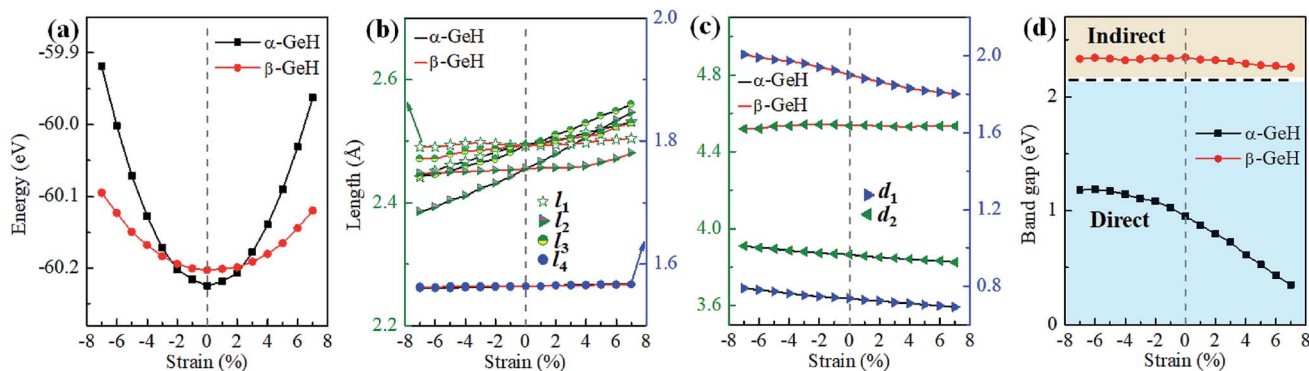 (a)
α-GeH
β-GeH
Energy (eV)
-59.9
-60.0
-60.1
-60.2
-8 -6 -4 -2 0 2 4 6 8
Strain (%)
(b)
α-GeH
β-GeH
Length (A)
2.6
2.4
2.2
2.0
1.8
1.6
l1
l2
l3
l4
-8 -6 -4 -2 0 2 4 6 8
Strain (%)
(c)
α-GeH
β-GeH
4.8
4.4
4.0
3.6
2.0
1.6
1.2
0.8
d1
d2
-8 -6 -4 -2 0 2 4 6 8
Strain (%)
(d)
Indirect
α-GeH
β-GeH
Direct
Band gap (eV)
2
1
0
-8 -6 -4 -2 0 2 4 6 8
Strain (%)